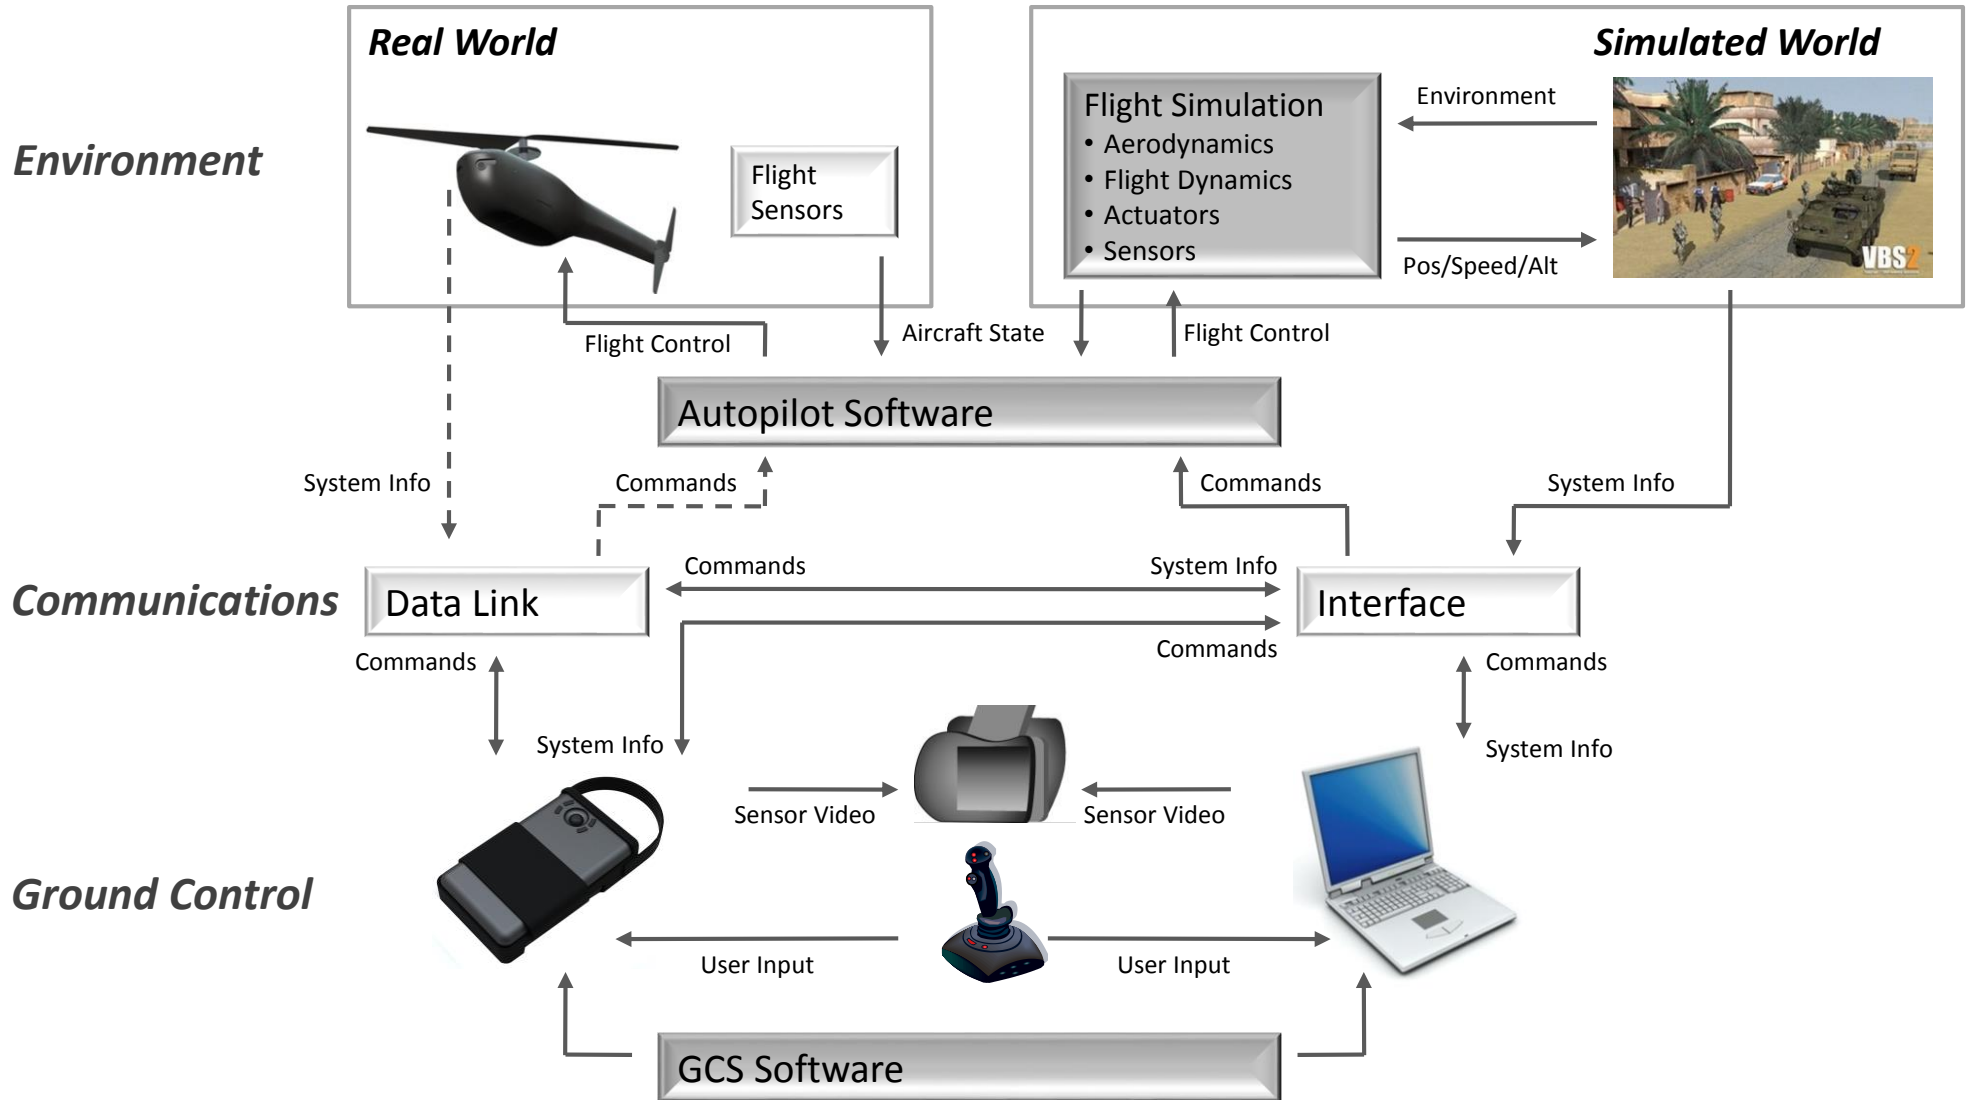 Real World
Simulated World
Environment
Flight
Sensors
Flight Simulation
• Aerodynamics
• Flight Dynamics
• Actuators
• Sensors
Environment
Pos/Speed/Alt
VBS2
Flight Control
Aircraft State
Flight Control
Autopilot Software
System Info
Commands
Commands
System Info
Communications
Data Link
Commands
System Info
Interface
Commands
Commands
Commands
System Info
System Info
Sensor Video
Sensor Video
Ground Control
User Input
User Input
GCS Software